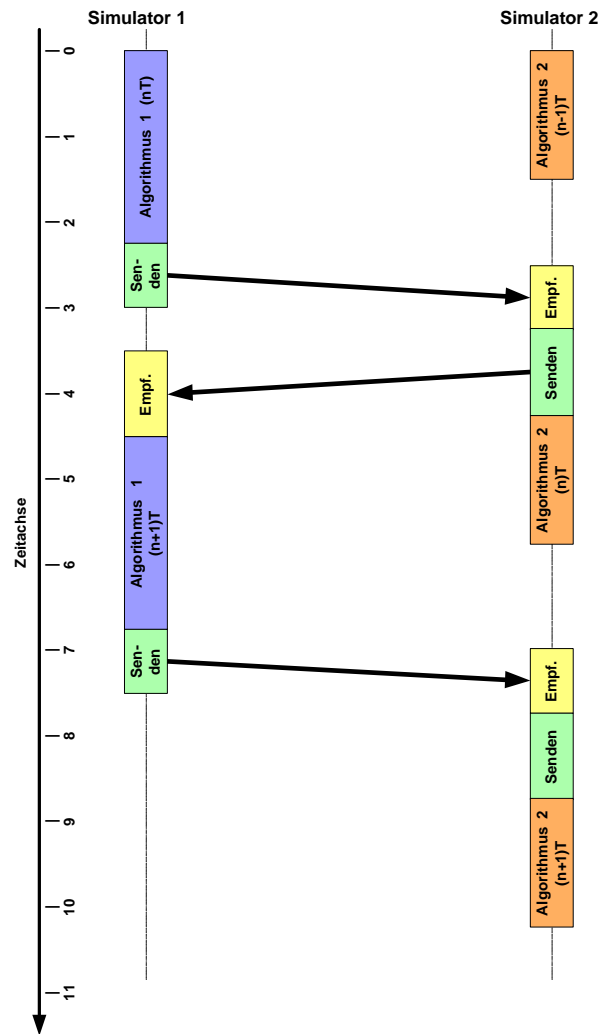 Simulator 1
Simulator 2
Zeitachse
0
1
2
3
4
5
6
7
8
9
10
11
Algorithmus 1 (nT)
Sen-
den
Empf.
Algorithmus 1
(n+1)T
Sen-
den
Algorithmus 2
(n-1)T
Empf.
Senden
Algorithmus 2
(n)T
Empf.
Senden
Algorithmus 2
(n+1)T